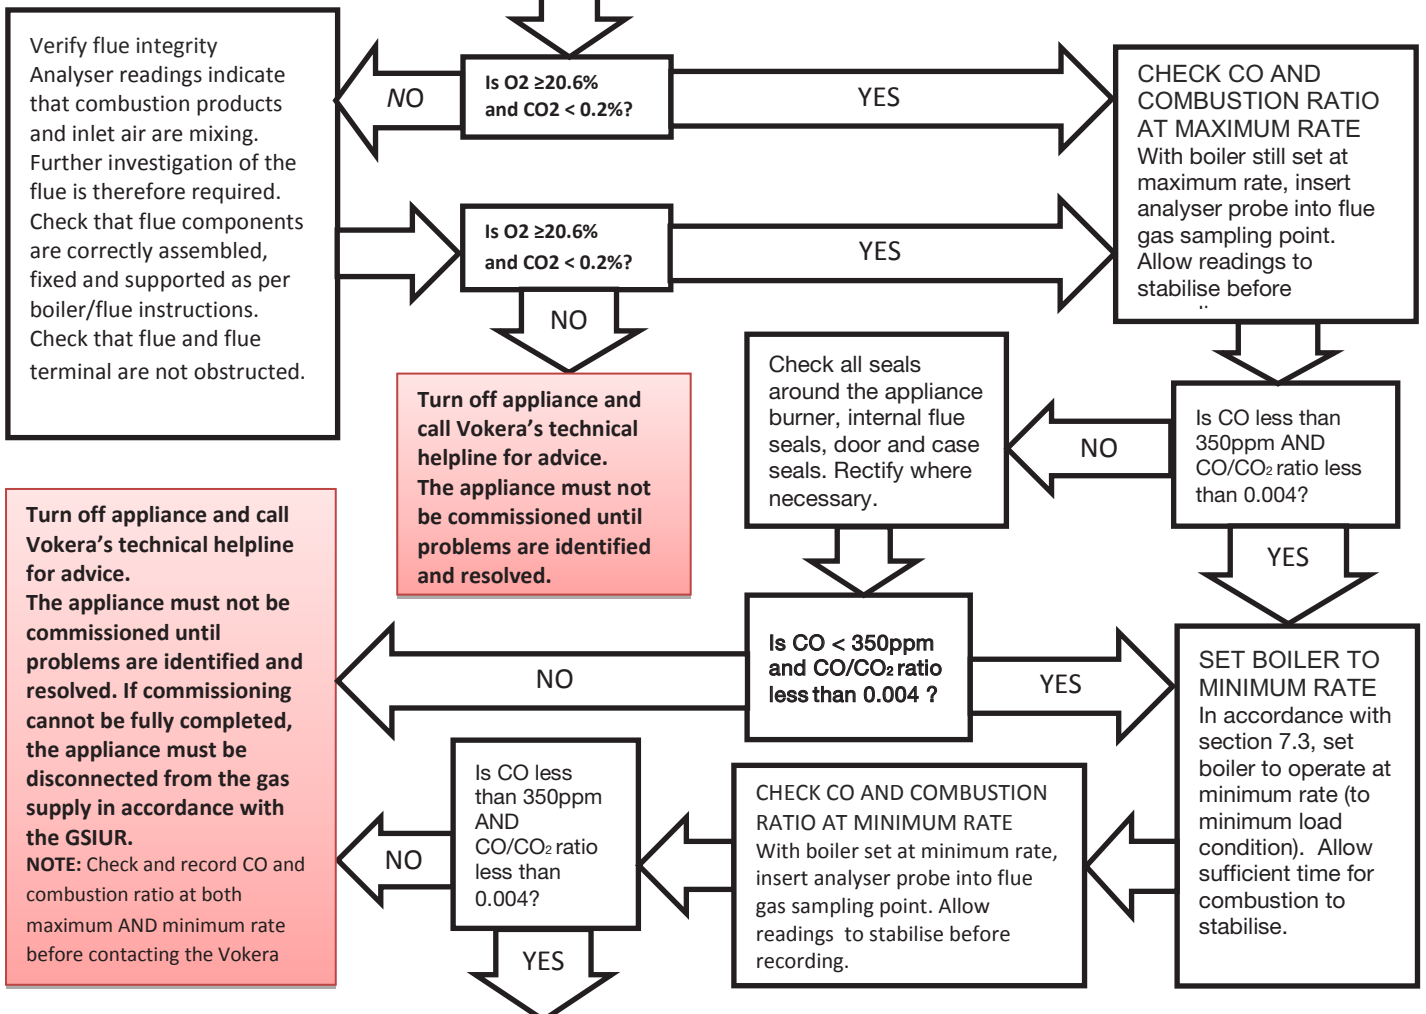 Is O2 ≥20.6%
and CO2 < 0.2%?
NO
YES
Verify flue integrity
Analyser readings indicate
that combustion products
and inlet air are mixing.
Further investigation of the
flue is therefore required.
Check that flue components
are correctly assembled,
fixed and supported as per
boiler/flue instructions.
Check that flue and flue
terminal are not obstructed.
CHECK CO AND
COMBUSTION RATIO
AT MAXIMUM RATE
With boiler still set at
maximum rate, insert
analyser probe into flue
gas sampling point.
Allow readings to
stabilise before
Is O2 ≥20.6%
and CO2 < 0.2%?
YES
NO
Turn off appliance and
call Vokera’s technical
helpline for advice.
The appliance must not
be commissioned until
problems are identified
and resolved.
Check all seals
around the appliance
burner, internal flue
seals, door and case
seals. Rectify where
necessary.
NO
Is CO less than
350ppm AND
CO/CO₂ ratio less
than 0.004?
YES
Turn off appliance and call
Vokera’s technical helpline
for advice.
The appliance must not be
commissioned until
problems are identified and
resolved. If commissioning
cannot be fully completed,
the appliance must be
disconnected from the gas
supply in accordance with
the GSIUR.
NOTE: Check and record CO and
combustion ratio at both
maximum AND minimum rate
before contacting the Vokera
NO
Is CO < 350ppm
and CO/CO₂ ratio
less than 0.004 ?
YES
SET BOILER TO
MINIMUM RATE
In accordance with
section 7.3, set
boiler to operate at
minimum rate (to
minimum load
condition). Allow
sufficient time for
combustion to
stabilise.
CHECK CO AND COMBUSTION
RATIO AT MINIMUM RATE
With boiler set at minimum rate,
insert analyser probe into flue
gas sampling point. Allow
readings to stabilise before
recording.
Is CO less
than 350ppm
AND
CO/CO₂ ratio
less than
0.004?
NO
YES